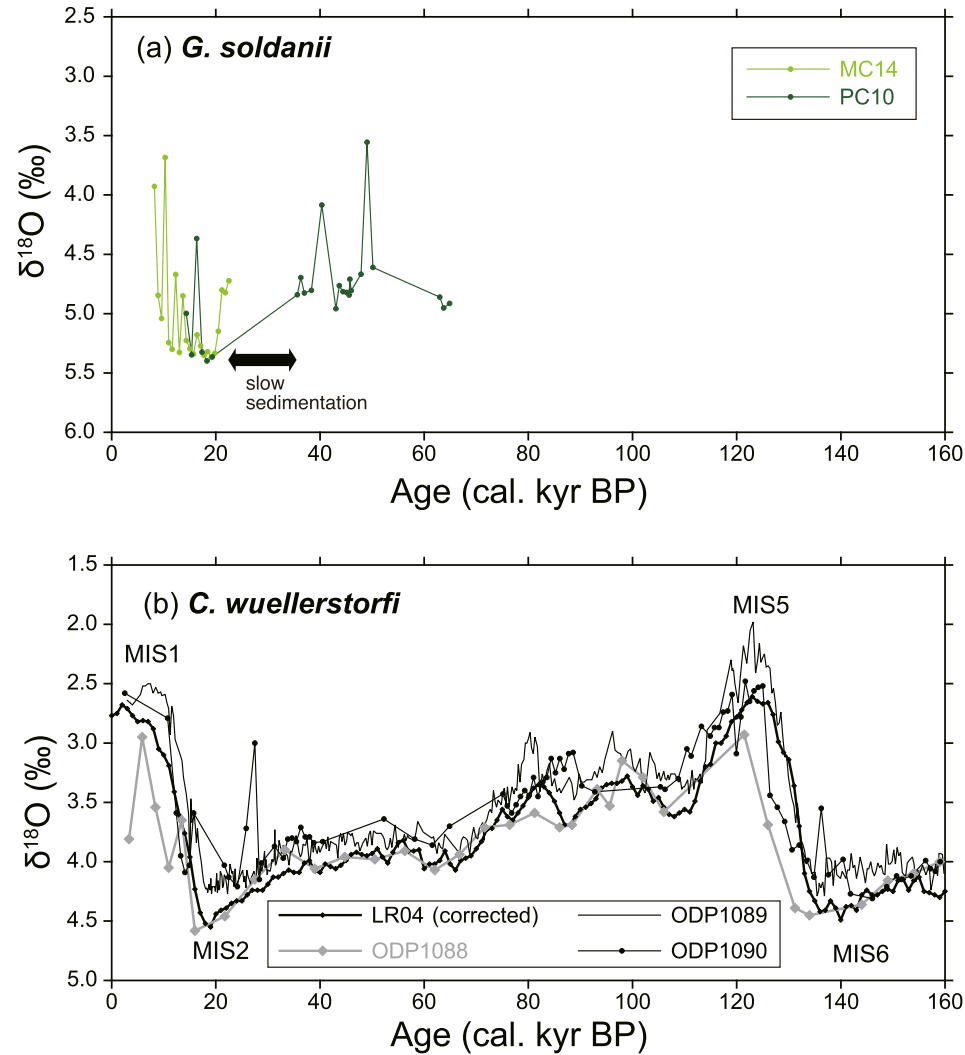 (a) G. soldanii
MC14
PC10
2.5
3.0
3.5
4.0
4.5
5.0
5.5
6.0
δ18O (‰)
slow
sedimentation
0 20 40 60 80 100 120 140 160
Age (cal. kyr BP)
(b) C. wuellerstorfi
MIS5
MIS1
1.5
2.0
2.5
3.0
3.5
4.0
4.5
5.0
δ18O (‰)
LR04 (corrected) ODP1089
ODP1088 ODP1090
MIS2
MIS6
0 20 40 60 80 100 120 140 160
Age (cal. kyr BP)